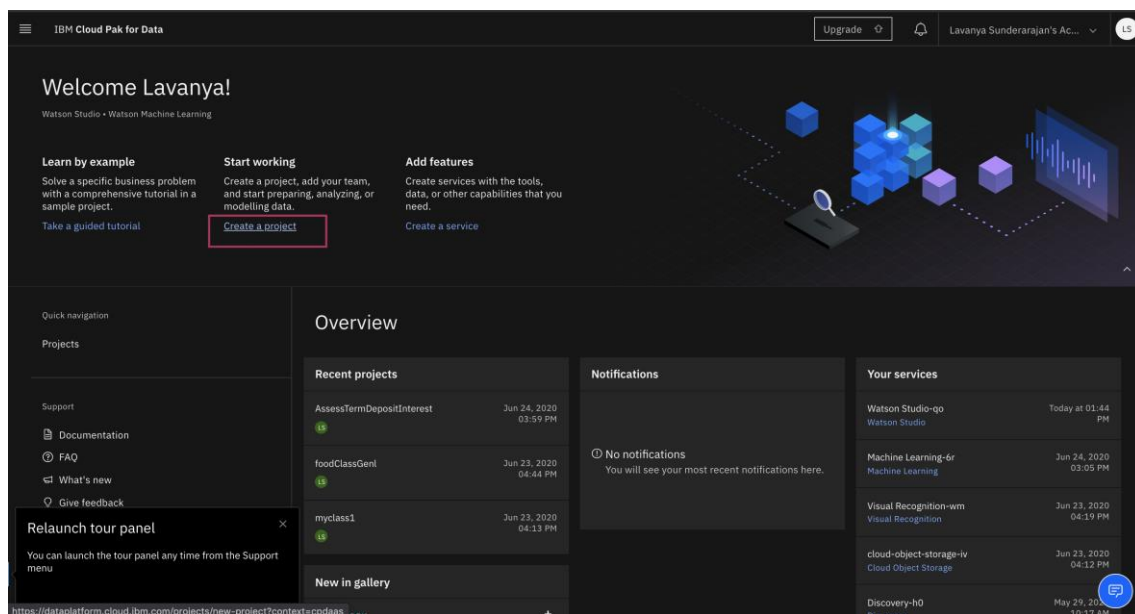 IBM Cloud Pak for Data
Upgrade
Lavanya Sunderarajan's Ac...
LS
Welcome Lavanya!
Watson Studio • Watson Machine Learning
Learn by example
Solve a specific business problem
with a comprehensive tutorial in a
sample project.
Take a guided tutorial
Start working
Create a project, add your team,
and start preparing, analyzing, or
modelling data.
Create a project
Add features
Create services with the tools,
data, or other capabilities that you
need.
Create a service
Quick navigation
Projects
Support
Documentation
FAQ
What's new
Give feedback
Relaunch tour panel
You can launch the tour panel any time from the Support
menu
https://dataplatform.cloud.ibm.com/projects/new-project?context=cpdaas
Overview
Recent projects
AssessTermDepositInterest
Jun 24, 2020
03:59 PM
LS
foodClassGenl
Jun 23, 2020
04:44 PM
LS
myclass1
Jun 23, 2020
04:13 PM
LS
New in gallery
Notifications
No notifications
You will see your most recent notifications here.
Your services
Watson Studio-qo
Today at 01:44
PM
Watson Studio
Machine Learning-6r
Jun 24, 2020
03:05 PM
Machine Learning
Visual Recognition-wm
Jun 23, 2020
04:19 PM
Visual Recognition
cloud-object-storage-iv
Jun 23, 2020
04:12 PM
Cloud Object Storage
Discovery-h0
May 29, 202
10:17 AM